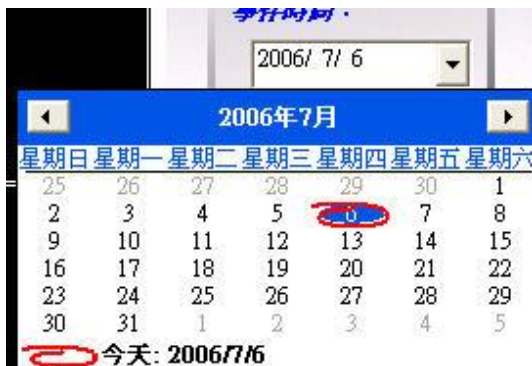 事件时间：
2006/ 7/ 6
2006年7月
星期日 星期一 星期二 星期三 星期四 星期五 星期六
25 26 27 28 29 30 1
2 3 4 5 6 7 8
9 10 11 12 13 14 15
16 17 18 19 20 21 22
23 24 25 26 27 28 29
30 31 1 2 3 4 5
今天: 2006/7/6